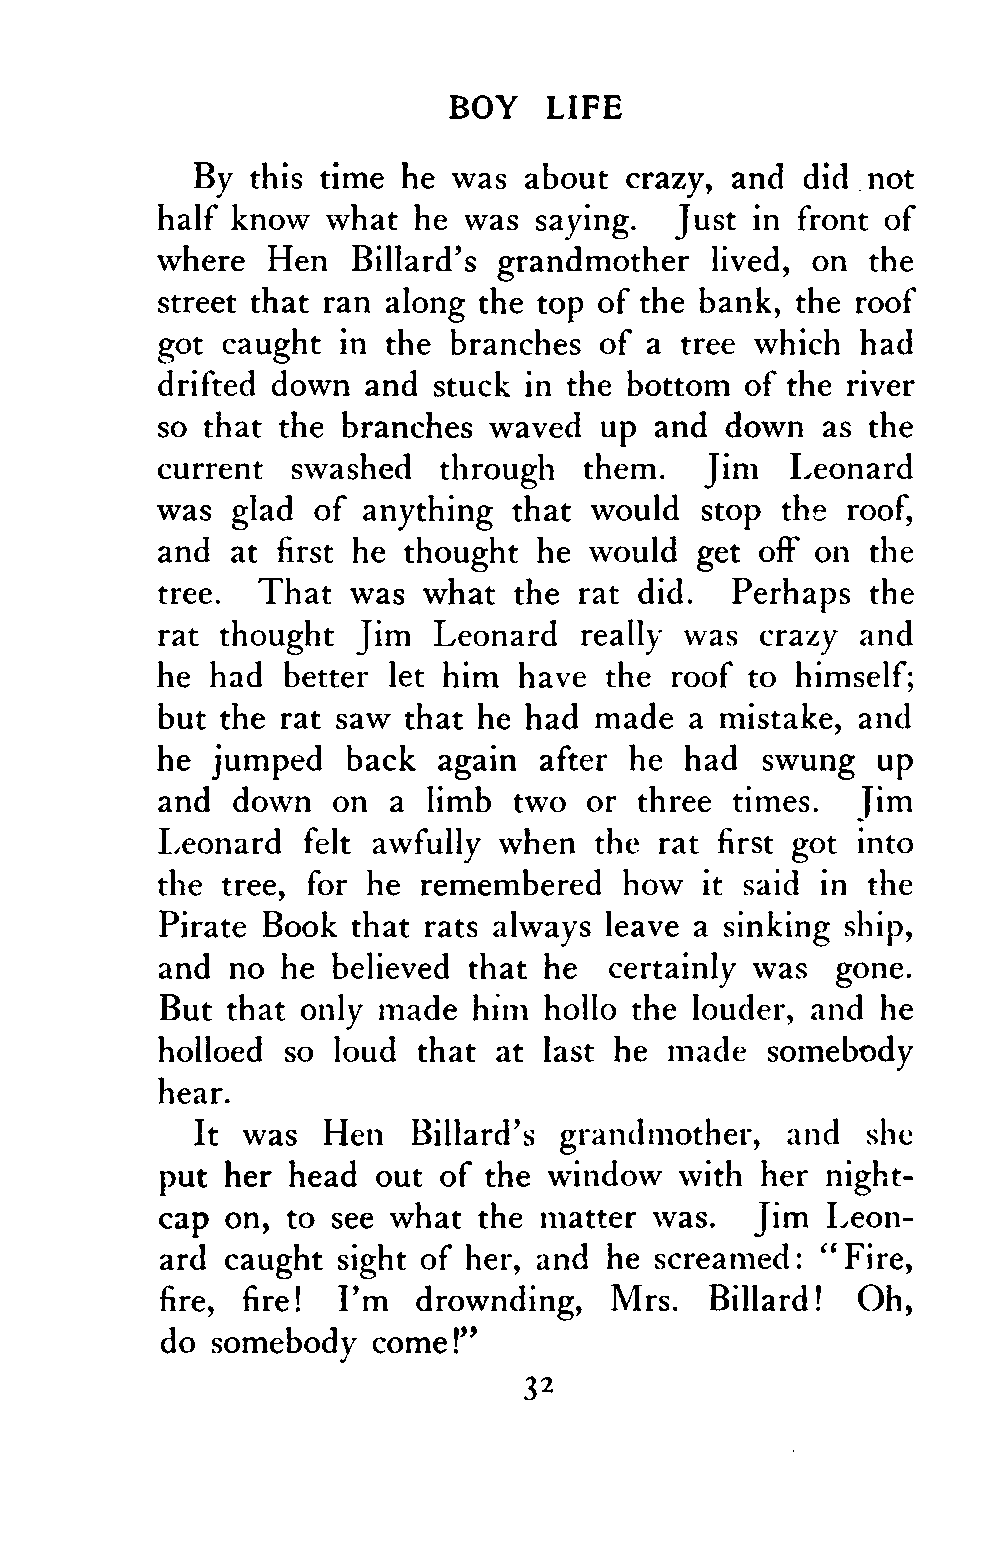 BOY LIFE
By this time he was about crazy, and did not
half know what he was saying. Just in front of
where Hen Billard's grandmother lived, on the
street that ran along the top of the bank, the roof
got caught in the branches of a tree which had
drifted down and stuck in the bottom of the river
so that the branches waved up and down as the
current swashed through them. Jim Leonard
was glad of anything that would stop the roof,
and at first he thought he would get off on the
tree. That was what the rat did. Perhaps the
rat thought Jim Leonard really was crazy and
he had better let him have the roof to himself;
but the rat saw that he had made a mistake, and
he jumped back again after he had swung up
and down on a limb two or three times. Jim
Leonard felt awfully when the rat first got into
the tree, for he remembered how it said in the
Pirate Book that rats always leave a sinking ship,
and no he believed that he certainly was gone.
But that only made him hollo the louder, and he
holloed so loud that at last he made somebody
hear.
It was Hen Billard's grandmother, and she
put her head out of the window with her night-
cap on, to see what the matter was. Jim Leon-
ard caught sight of her, and he screamed: "Fire,
fire, fire! I'm drownding, Mrs. Billard! Oh,
do somebody come!"
32